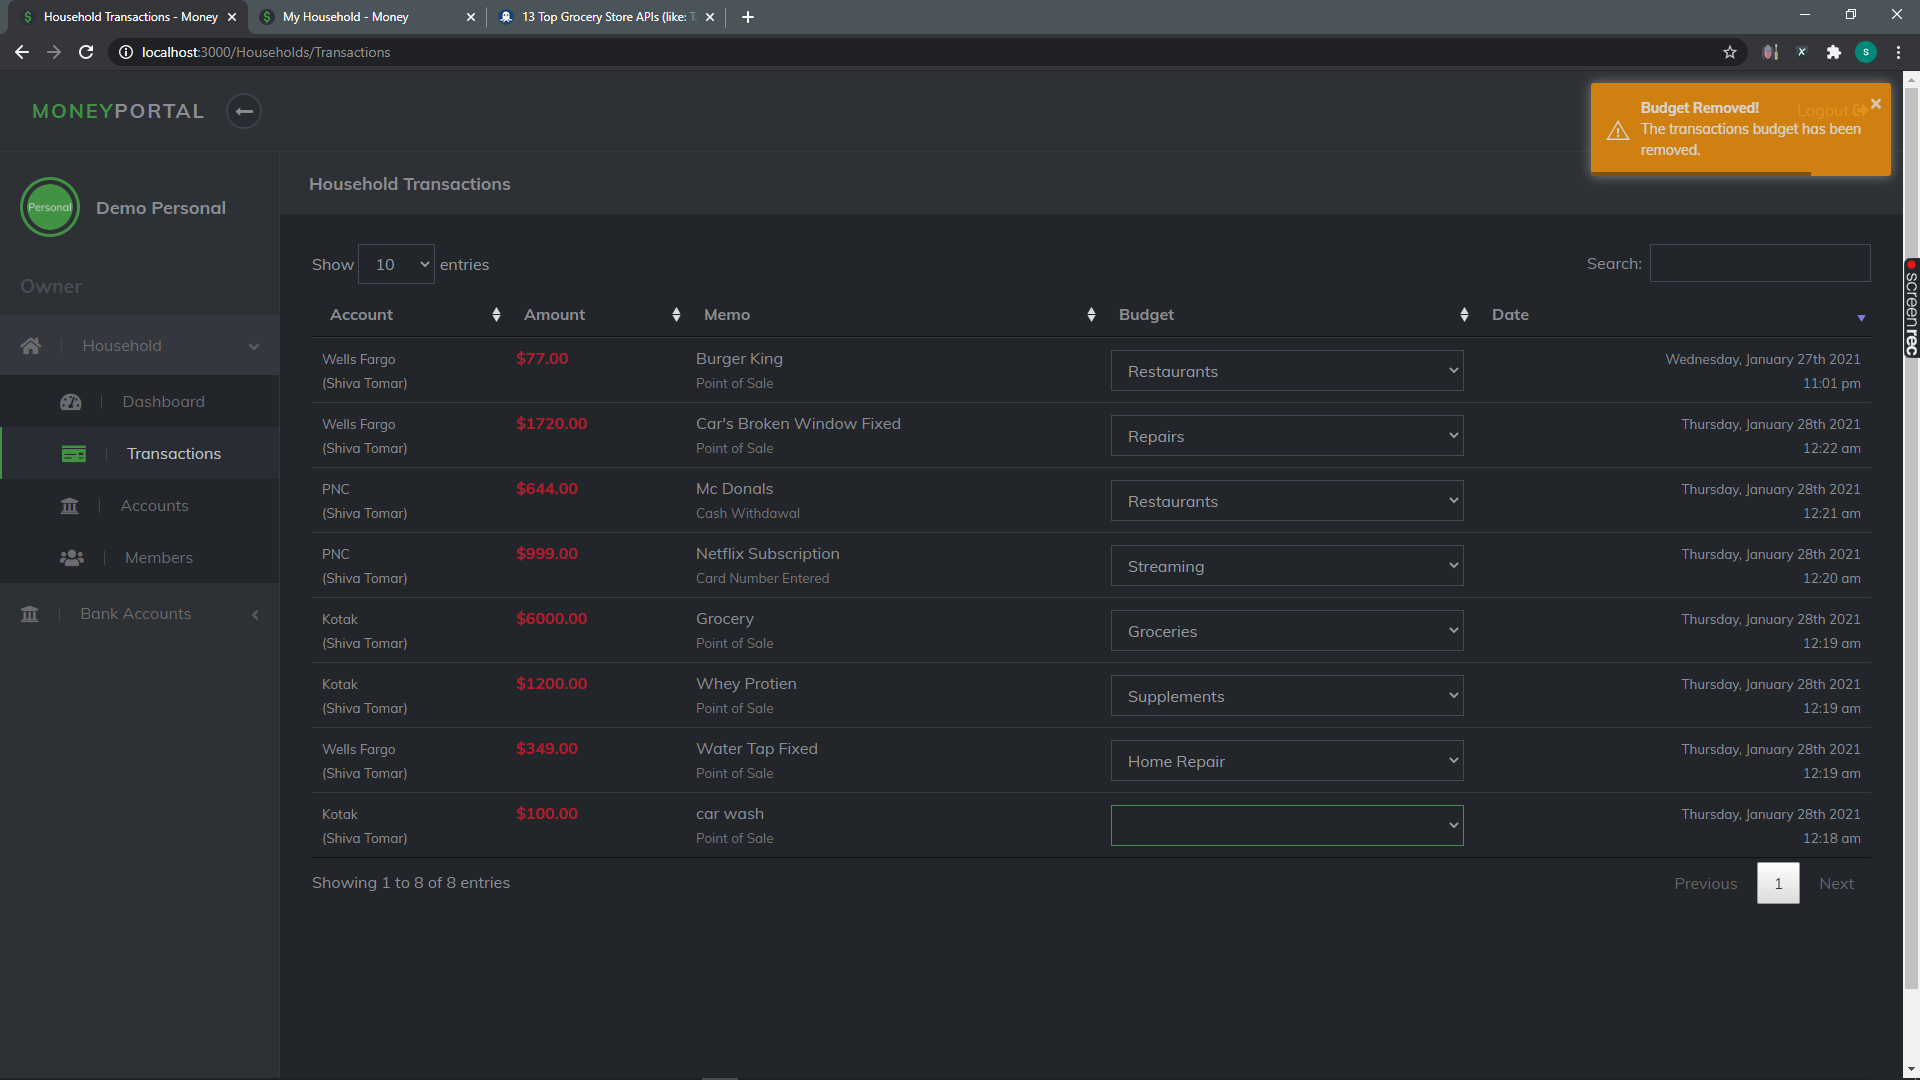 Household Transactions - Money
My Household - Money
13 Top Grocery Store APIs (like: T
localhost:3000/Households/Transactions
S
MONEYPORTAL
Logout
Budget Removed!
The transactions budget has been
removed.
Personal
Demo Personal
Owner
Household
Dashboard
Transactions
Accounts
Members
Bank Accounts
Household Transactions
Show 10 entries
Search:
Account Amount Memo Budget Date
Wells Fargo $77.00 Burger King Restaurants Wednesday, January 27th 2021
(Shiva Tomar) Point of Sale 11:01 pm
Wells Fargo $1720.00 Car's Broken Window Fixed Repairs Thursday, January 28th 2021
(Shiva Tomar) Point of Sale 12:22 am
PNC $644.00 Mc Donals Restaurants Thursday, January 28th 2021
(Shiva Tomar) Cash Withdawal 12:21 am
PNC $999.00 Netflix Subscription Streaming Thursday, January 28th 2021
(Shiva Tomar) Card Number Entered 12:20 am
Kotak $6000.00 Grocery Groceries Thursday, January 28th 2021
(Shiva Tomar) Point of Sale 12:19 am
Kotak $1200.00 Whey Protien Supplements Thursday, January 28th 2021
(Shiva Tomar) Point of Sale 12:19 am
Wells Fargo $349.00 Water Tap Fixed Home Repair Thursday, January 28th 2021
(Shiva Tomar) Point of Sale 12:19 am
Kotak $100.00 car wash Thursday, January 28th 2021
(Shiva Tomar) Point of Sale 12:18 am
Showing 1 to 8 of 8 entries
Previous 1 Next
screenrec